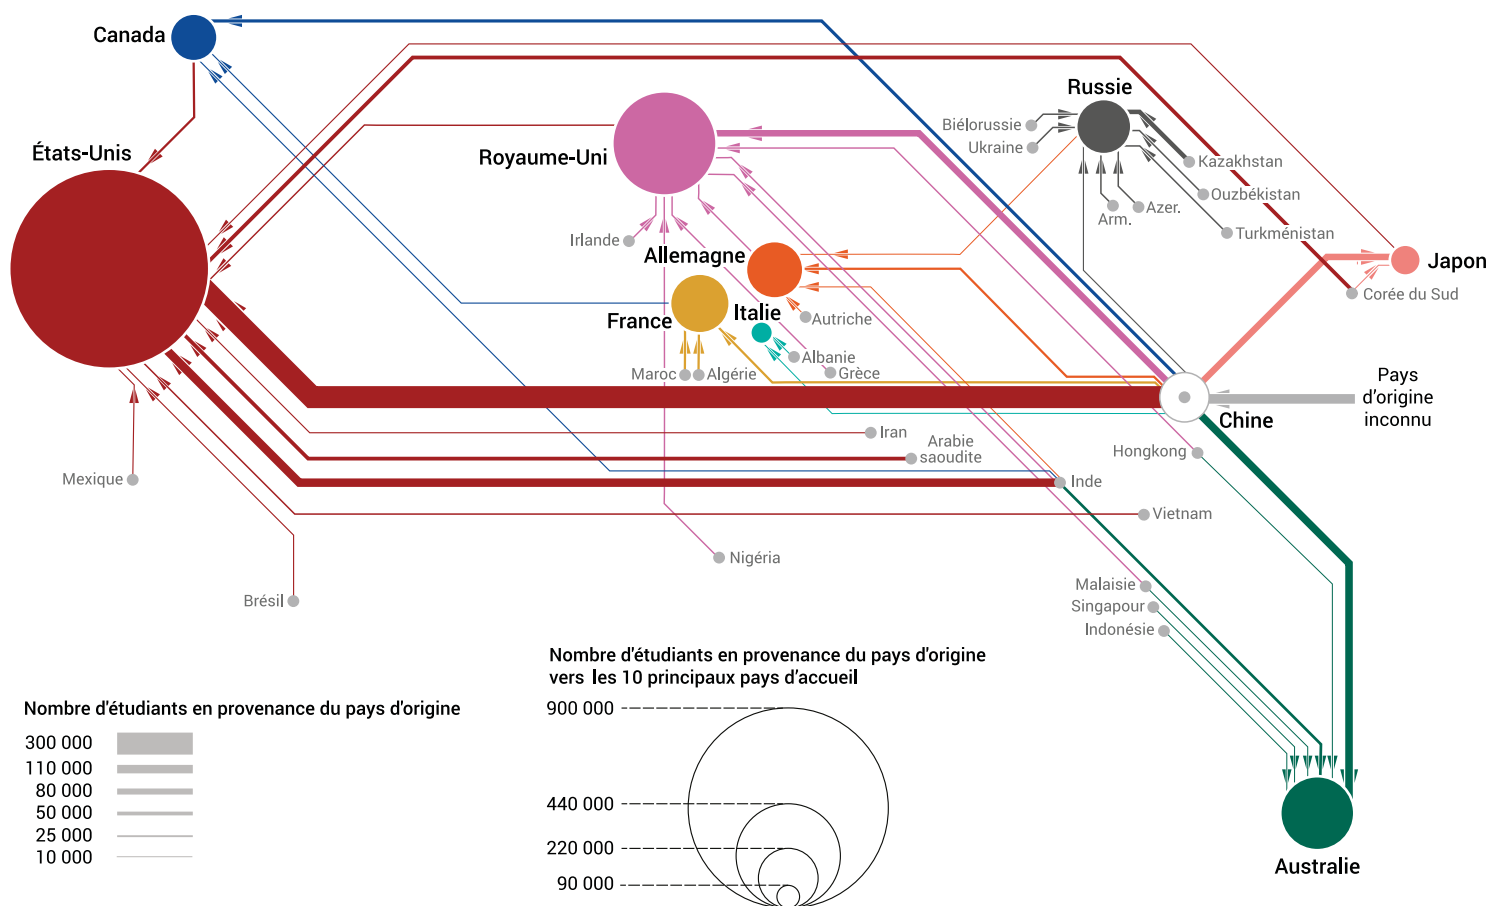 Canada
Russie
Biélorussie
Ukraine
États-Unis
Royaume-Uni
Kazakhstan
Ouzbékistan
Azer.
Arm.
Turkménistan
Irlande
Allemagne
Japon
Corée du Sud
France
Italie
Autriche
Albanie
Maroc
Algérie
Grèce
Pays
d'origine
inconnu
Chine
Iran
Arabie
saoudite
Hongkong
Mexique
Inde
Vietnam
Nigéria
Brésil
Malaisie
Singapour
Indonésie
Nombre d'étudiants en provenance du pays d'origine
vers les 10 principaux pays d'accueil
900 000
440 000
220 000
90 000
Nombre d'étudiants en provenance du pays d'origine
300 000
110 000
80 000
50 000
25 000
10 000
Australie